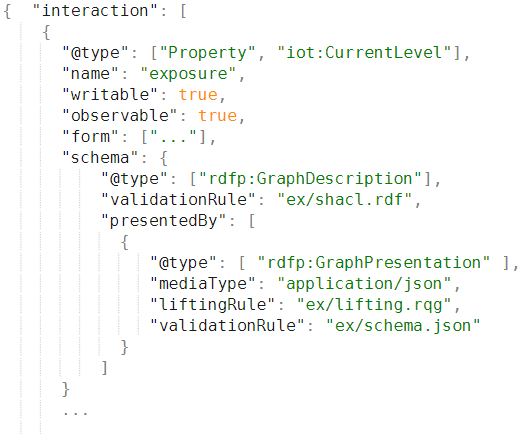 {  "interaction": [
    {
      "@type": ["Property", "iot:CurrentLevel"],
      "name": "exposure",
      "writable": true,
      "observable": true,
      "form": ["..."],
      "schema": {
          "@type": ["rdfp:GraphDescription"],
          "validationRule": "ex/shacl.rdf",
          "presentedBy": [
            {
               "@type": [ "rdfp:GraphPresentation" ],
               "mediaType": "application/json",
               "liftingRule": "ex/lifting.rqg",
               "validationRule": "ex/schema.json"
            }
          ]
      }
      ...